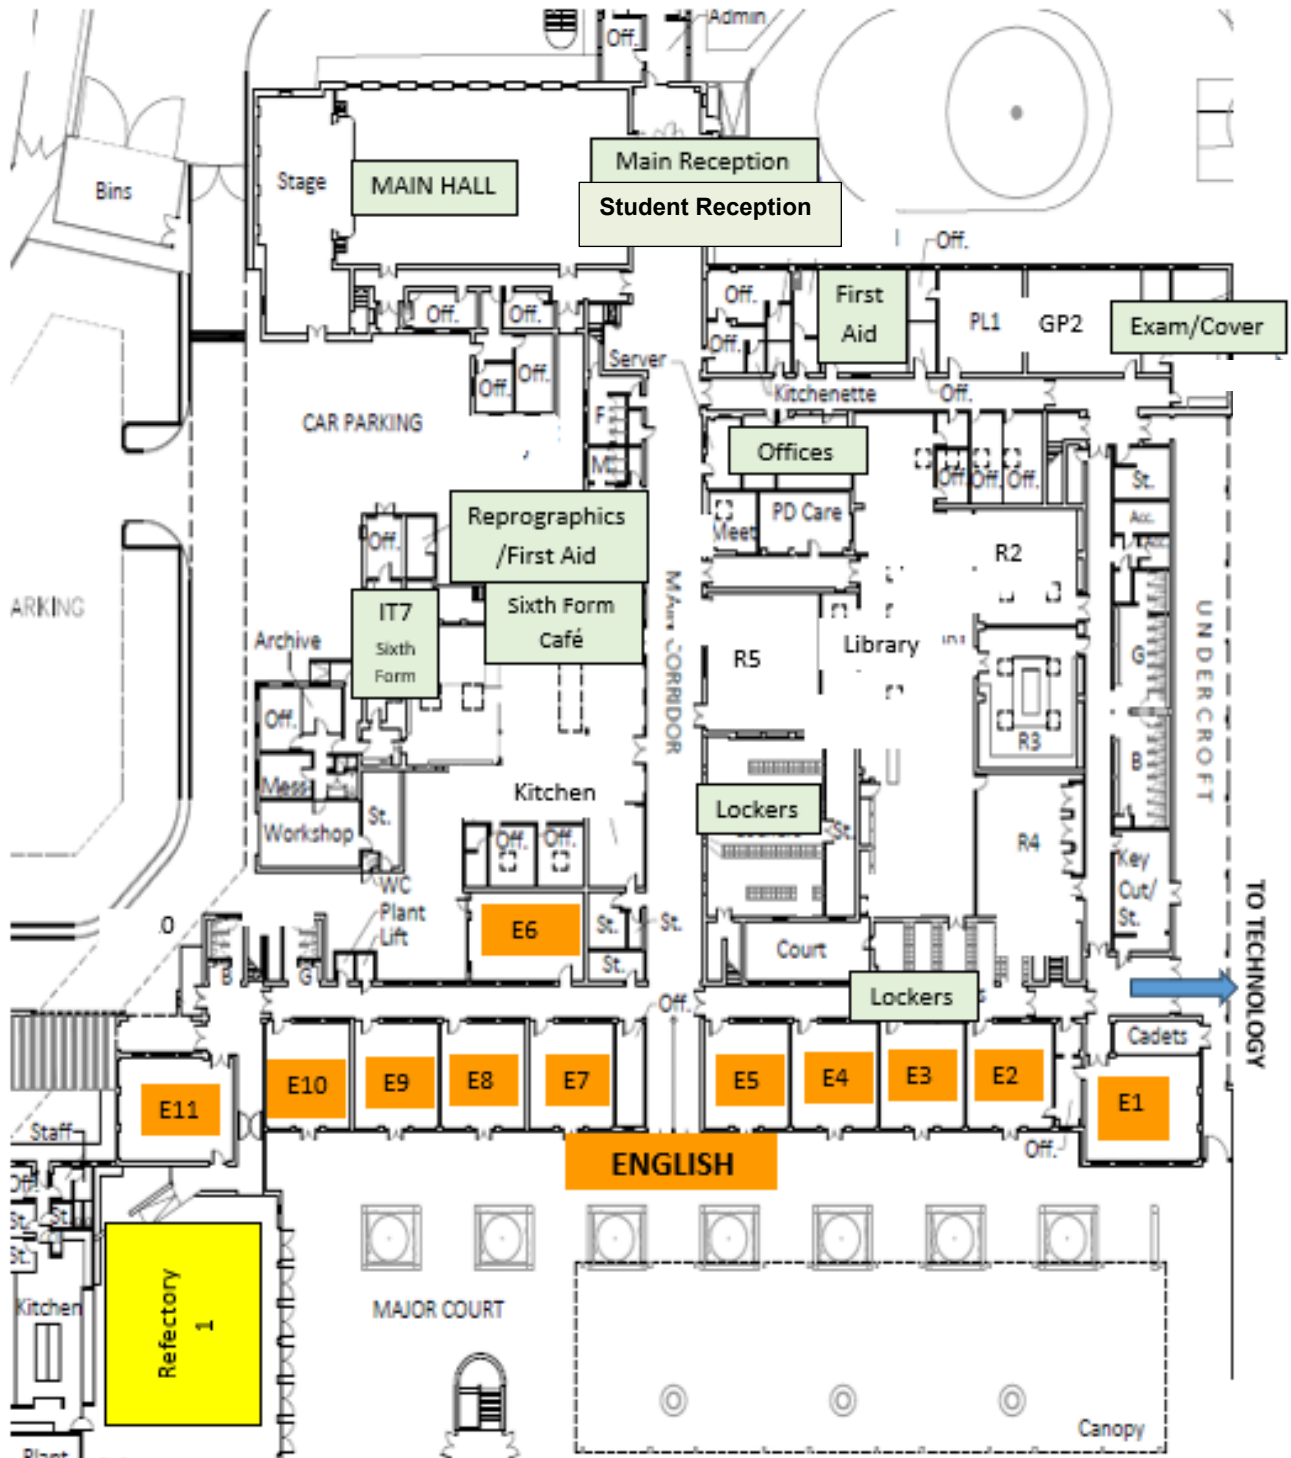 Admin
Off.
Main Reception
Student Reception
Stage
MAIN HALL
Bins
Off.
Off.
First
Aid
PL1
GP2
Exam/Cover
Off.
Off.
Off.
Server
Kitchenette
Off.
Off.
Off.
CAR PARKING
F
M
Offices
Off.
Off.
Off.
St.
Acc.
Acc.
Reprographics
/First Aid
Off.
Meet
PD Care
R2
ARKING
IT7
Sixth
Form
Sixth Form
Café
MAIN CORRIDOR
R5
Library
UNDERCROFT
G
Archive
Off.
R3
B
Mess
Kitchen
Lockers
St.
Workshop
St.
Off.
Off.
R4
Key
Cut/
St.
WC
Plant
Lift
E6
St.
St.
St.
Court
TO TECHNOLOGY
B
G
Lockers
Off.
Cadets
E11
E10
E9
E8
E7
E5
E4
E3
E2
E1
Staff
Off.
ENGLISH
Off.
St.
St.
St.
Kitchen
Refectory
1
MAJOR COURT
Canopy
Plant